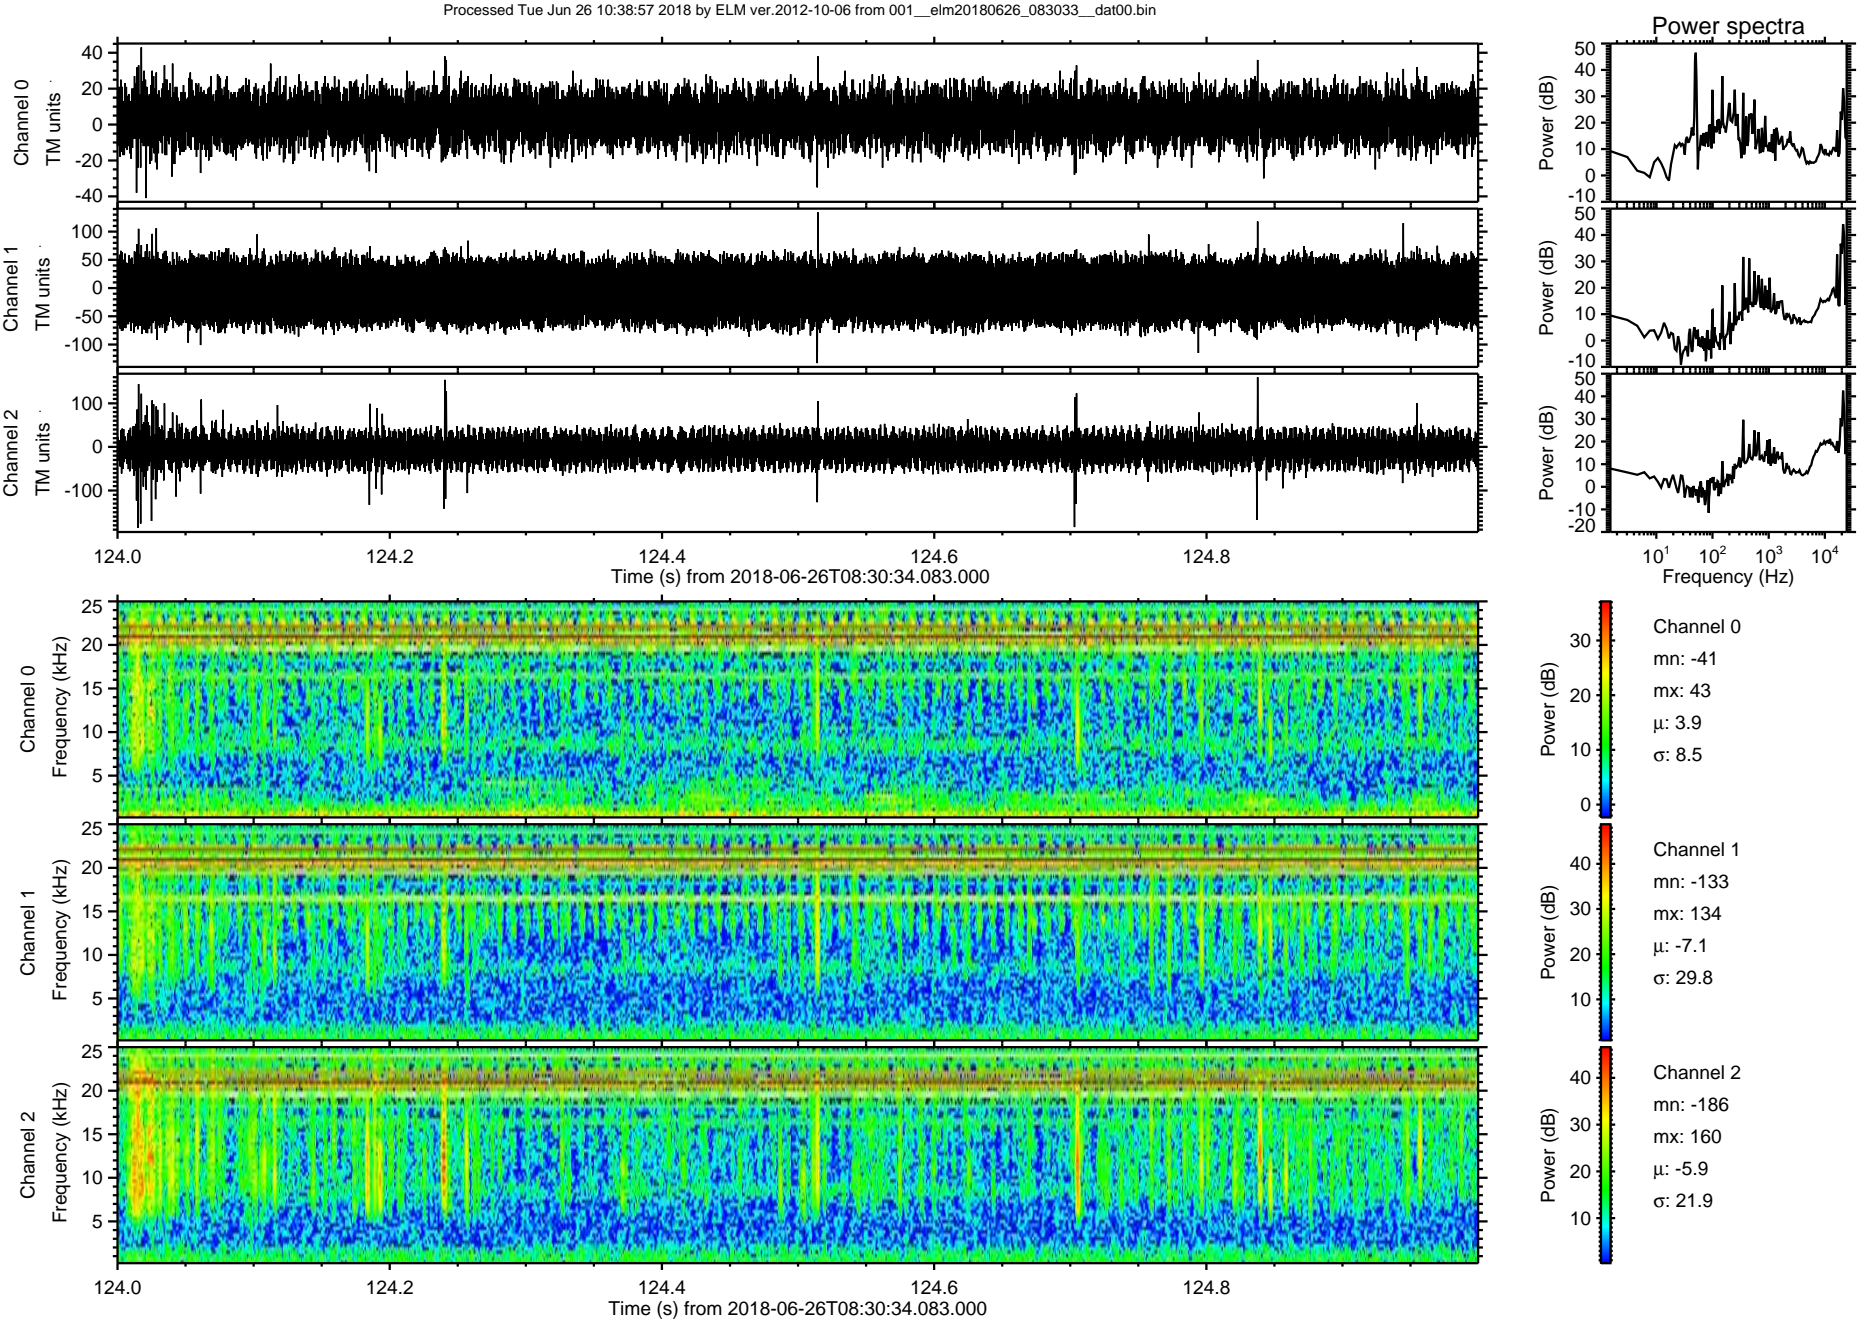 Processed Tue Jun 26 10:38:57 2018 by ELM ver.2012-10-06 from 001__elm20180626_083033__dat00.bin
Power spectra
Channel 0
TM units
40
20
0
-20
-40
Power (dB)
50
40
30
20
10
0
-10
Channel 1
TM units
100
50
0
-50
-100
Power (dB)
50
40
30
20
10
0
-10
Channel 2
TM units
100
0
-100
Power (dB)
50
40
30
20
10
0
-10
-20
124.0 124.2 124.4 124.6 124.8
Time (s) from 2018-06-26T08:30:34.083.000
10^1 10^2 10^3 10^4
Frequency (Hz)
Channel 0
Frequency (kHz)
25
20
15
10
5
Power (dB)
30
20
10
0
Channel 0
mn: -41
mx: 43
μ: 3.9
σ: 8.5
Channel 1
Frequency (kHz)
25
20
15
10
5
Power (dB)
40
30
20
10
Channel 1
mn: -133
mx: 134
μ: -7.1
σ: 29.8
Channel 2
Frequency (kHz)
25
20
15
10
5
Power (dB)
40
30
20
10
Channel 2
mn: -186
mx: 160
μ: -5.9
σ: 21.9
124.0 124.2 124.4 124.6 124.8
Time (s) from 2018-06-26T08:30:34.083.000